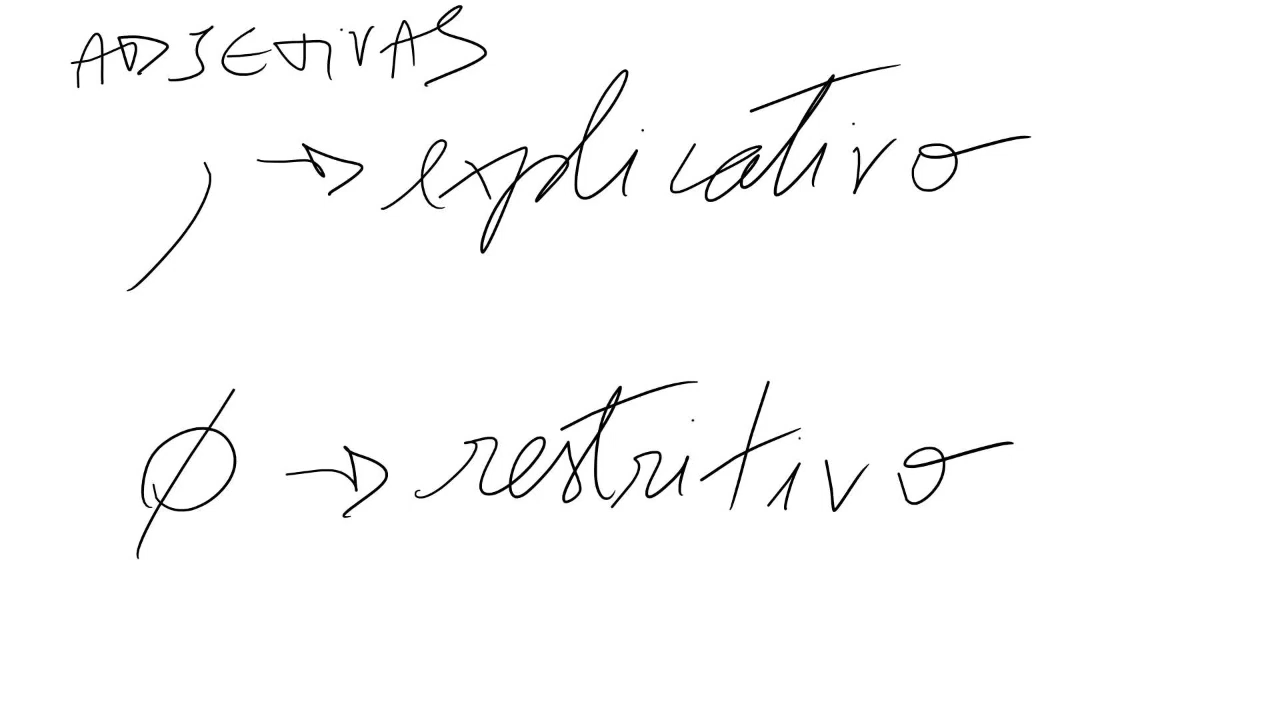 ADJETIVAS
, → explicativo
ø → restritivo